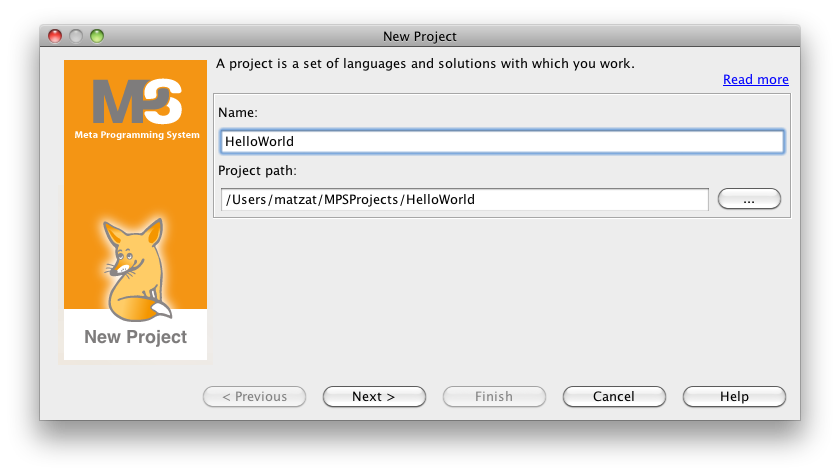 New Project
A project is a set of languages and solutions with which you work.
Read more
MPS
Meta Programming System
Name:
HelloWorld
Project path:
/Users/matzat/MPSProjects/HelloWorld
...
New Project
< Previous
Next >
Finish
Cancel
Help